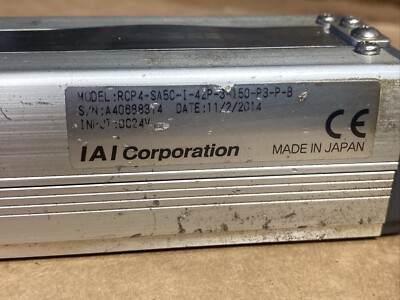 MODEL:RCP4-SA5C-I-42P-3-150-P3-P-B
S/N:A40698374 DATE:11/2/2014
INPUT:DC24V
CE
IAI Corporation
MADE IN JAPAN